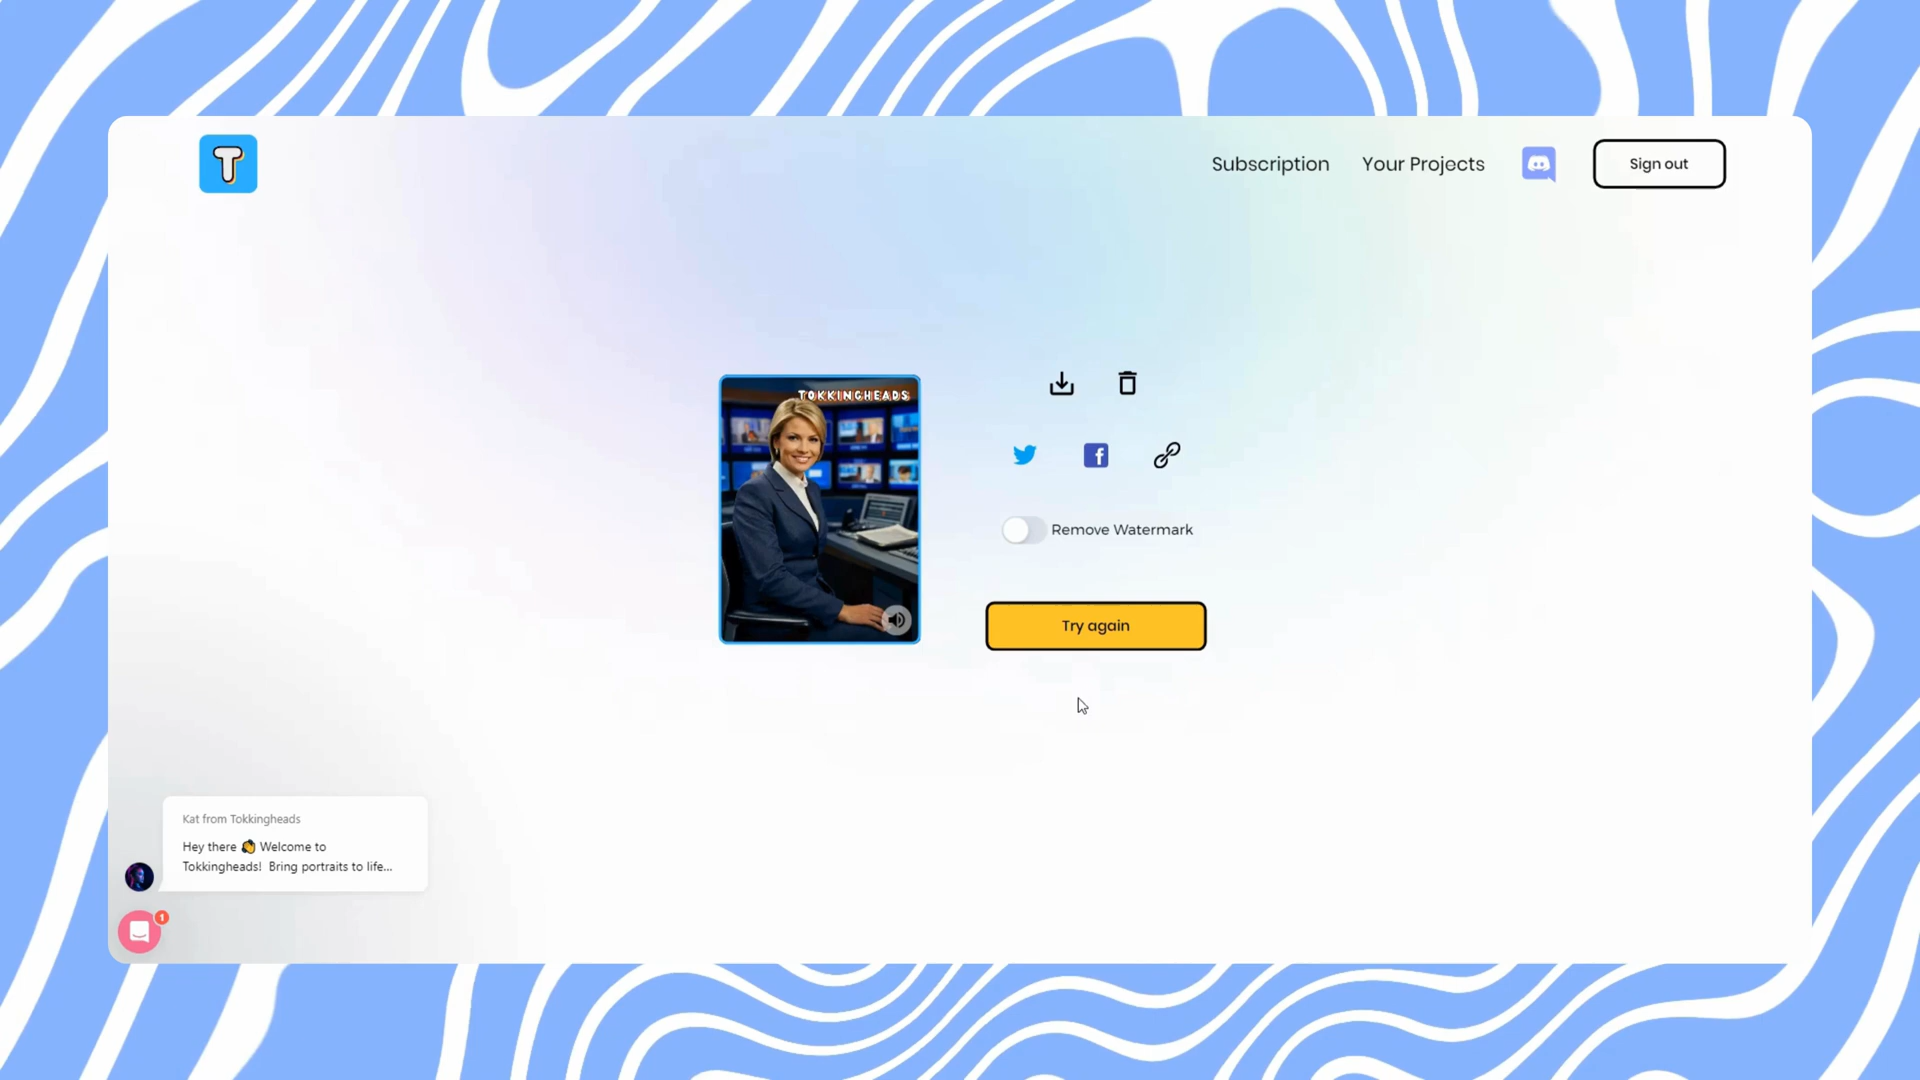 T
Subscription
Your Projects
Sign out
TOKKINGHEADS
Remove Watermark
Try again
Kat from Tokkingheads
Hey there 👏 Welcome to
Tokkingheads! Bring portraits to life...
1